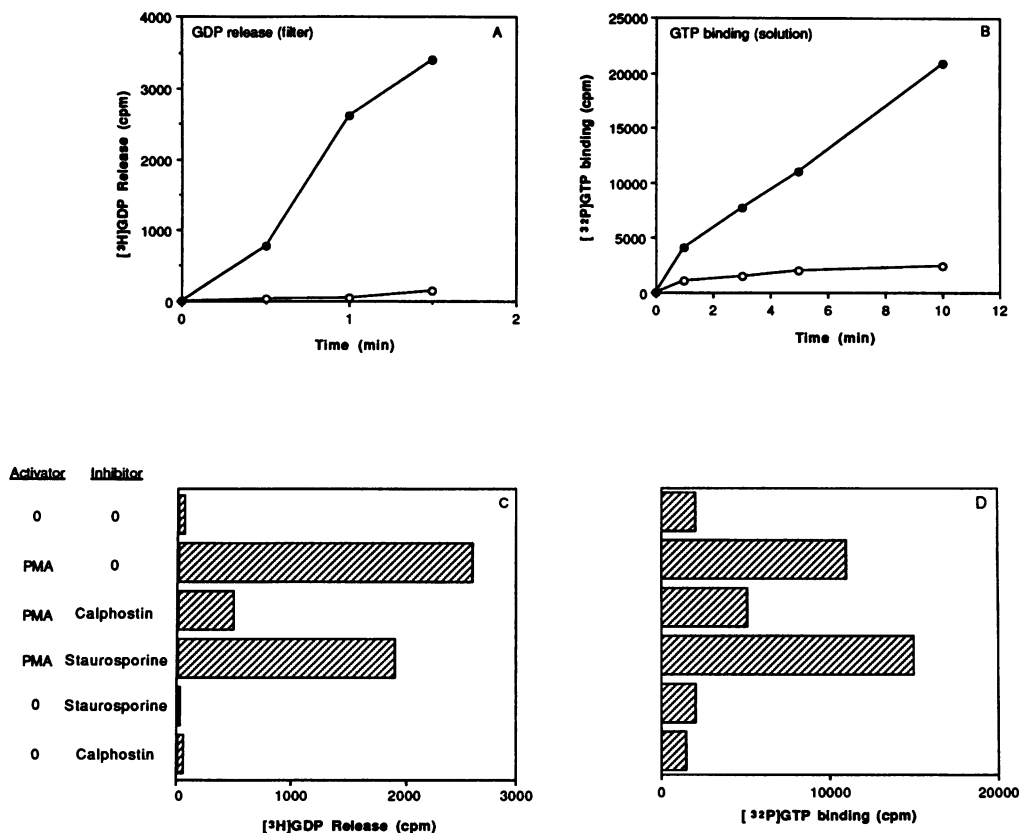 GDP release (filter) A
4000
3000
2000
1000
0
[³H]GDP Release (cpm)
0 1 2
Time (min)
GTP binding (solution) B
25000
20000
15000
10000
5000
0
[³²P]GTP binding (cpm)
0 2 4 6 8 10 12
Time (min)
Activator Inhibitor
0 0
PMA 0
PMA Calphostin
PMA Staurosporine
0 Staurosporine
0 Calphostin
C
0 1000 2000 3000
[³H]GDP Release (cpm)
D
10000 20000
[³²P]GTP binding (cpm)